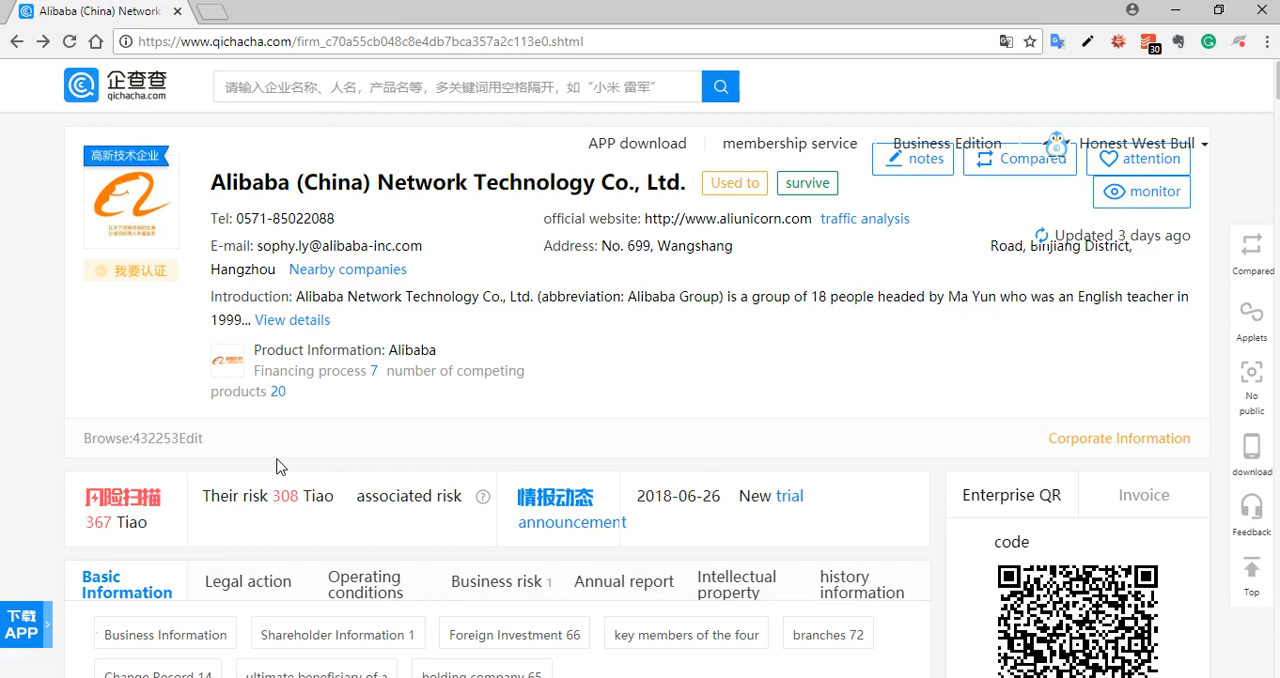 Alibaba (China) Network
https://www.qichacha.com/firm_c70a55cb048c8e4db7bca357a2c113e0.shtml
30
企查查
qichacha.com
请输入企业名称、人名，产品名等，多关键词用空格隔开，如“小米 雷军”
APP download
membership service
Business Edition
Honest West Bull
高新技术企业
notes
Compared
attention
Alibaba (China) Network Technology Co., Ltd.
Used to
survive
monitor
Tel: 0571-85022088
official website: http://www.aliunicorn.com traffic analysis
Updated 3 days ago
E-mail: sophy.ly@alibaba-inc.com
Address: No. 699, Wangshang
Road, Binjiang District,
我要认证
Hangzhou
Nearby companies
Introduction: Alibaba Network Technology Co., Ltd. (abbreviation: Alibaba Group) is a group of 18 people headed by Ma Yun who was an English teacher in
1999... View details
Product Information: Alibaba
Financing process 7 number of competing
products 20
Browse:432253Edit
Corporate Information
风险扫描
367 Tiao
Their risk 308 Tiao
associated risk
?
情报动态
announcement
2018-06-26
New trial
Enterprise QR
Invoice
code
Basic
Information
Legal action
Operating
conditions
Business risk 1
Annual report
Intellectual
property
history
information
Business Information
Shareholder Information 1
Foreign Investment 66
key members of the four
branches 72
Change Record 14
ultimate beneficiary of a
holding company 65
下载
APP
Compared
Applets
No
public
download
Feedback
Top